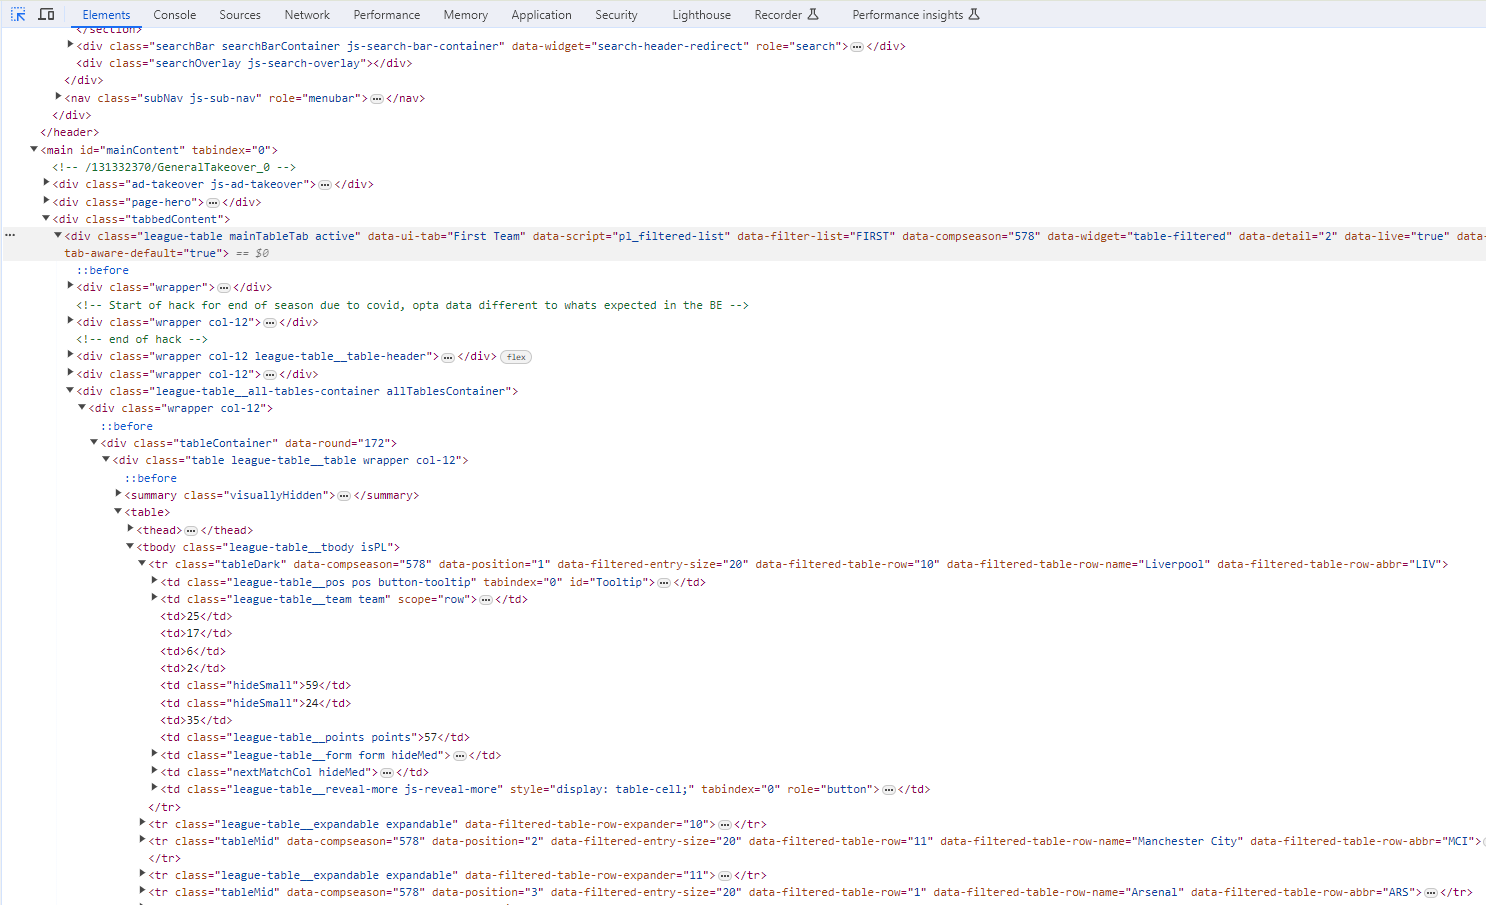 Elements Console Sources Network Performance Memory Application Security Lighthouse Recorder Performance insights
</section>
<div class="searchBar searchBarContainer js-search-bar-container" data-widget="search-header-redirect" role="search">…</div>
<div class="searchOverlay js-search-overlay"></div>
</div>
<nav class="subNav js-sub-nav" role="menubar">…</nav>
</div>
</header>
<main id="mainContent" tabindex="0">
<!-- /131332370/GeneralTakeover_0 -->
<div class="ad-takeover js-ad-takeover">…</div>
<div class="page-hero">…</div>
<div class="tabbedContent">
… <div class="league-table mainTableTab active" data-ui-tab="First Team" data-script="pl_filtered-list" data-filter-list="FIRST" data-compseason="578" data-widget="table-filtered" data-detail="2" data-live="true" data-
tab-aware-default="true"> == $0
::before
<div class="wrapper">…</div>
<!-- Start of hack for end of season due to covid, opta data different to whats expected in the BE -->
<div class="wrapper col-12">…</div>
<!-- end of hack -->
<div class="wrapper col-12 league-table__table-header">…</div> flex
<div class="wrapper col-12">…</div>
<div class="league-table__all-tables-container allTablesContainer">
<div class="wrapper col-12">
::before
<div class="tableContainer" data-round="172">
<div class="table league-table__table wrapper col-12">
::before
<summary class="visuallyHidden">…</summary>
<table>
<thead>…</thead>
<tbody class="league-table__tbody isPL">
<tr class="tableDark" data-compseason="578" data-position="1" data-filtered-entry-size="20" data-filtered-table-row="10" data-filtered-table-row-name="Liverpool" data-filtered-table-row-abbr="LIV">
<td class="league-table__pos pos button-tooltip" tabindex="0" id="Tooltip">…</td>
<td class="league-table__team team" scope="row">…</td>
<td>25</td>
<td>17</td>
<td>6</td>
<td>2</td>
<td class="hideSmall">59</td>
<td class="hideSmall">24</td>
<td>35</td>
<td class="league-table__points points">57</td>
<td class="league-table__form form hideMed">…</td>
<td class="nextMatchCol hideMed">…</td>
<td class="league-table__reveal-more js-reveal-more" style="display: table-cell;" tabindex="0" role="button">…</td>
</tr>
<tr class="league-table__expandable expandable" data-filtered-table-row-expander="10">…</tr>
<tr class="tableMid" data-compseason="578" data-position="2" data-filtered-entry-size="20" data-filtered-table-row="11" data-filtered-table-row-name="Manchester City" data-filtered-table-row-abbr="MCI">
</tr>
<tr class="league-table__expandable expandable" data-filtered-table-row-expander="11">…</tr>
<tr class="tableMid" data-compseason="578" data-position="3" data-filtered-entry-size="20" data-filtered-table-row="1" data-filtered-table-row-name="Arsenal" data-filtered-table-row-abbr="ARS">…</tr>